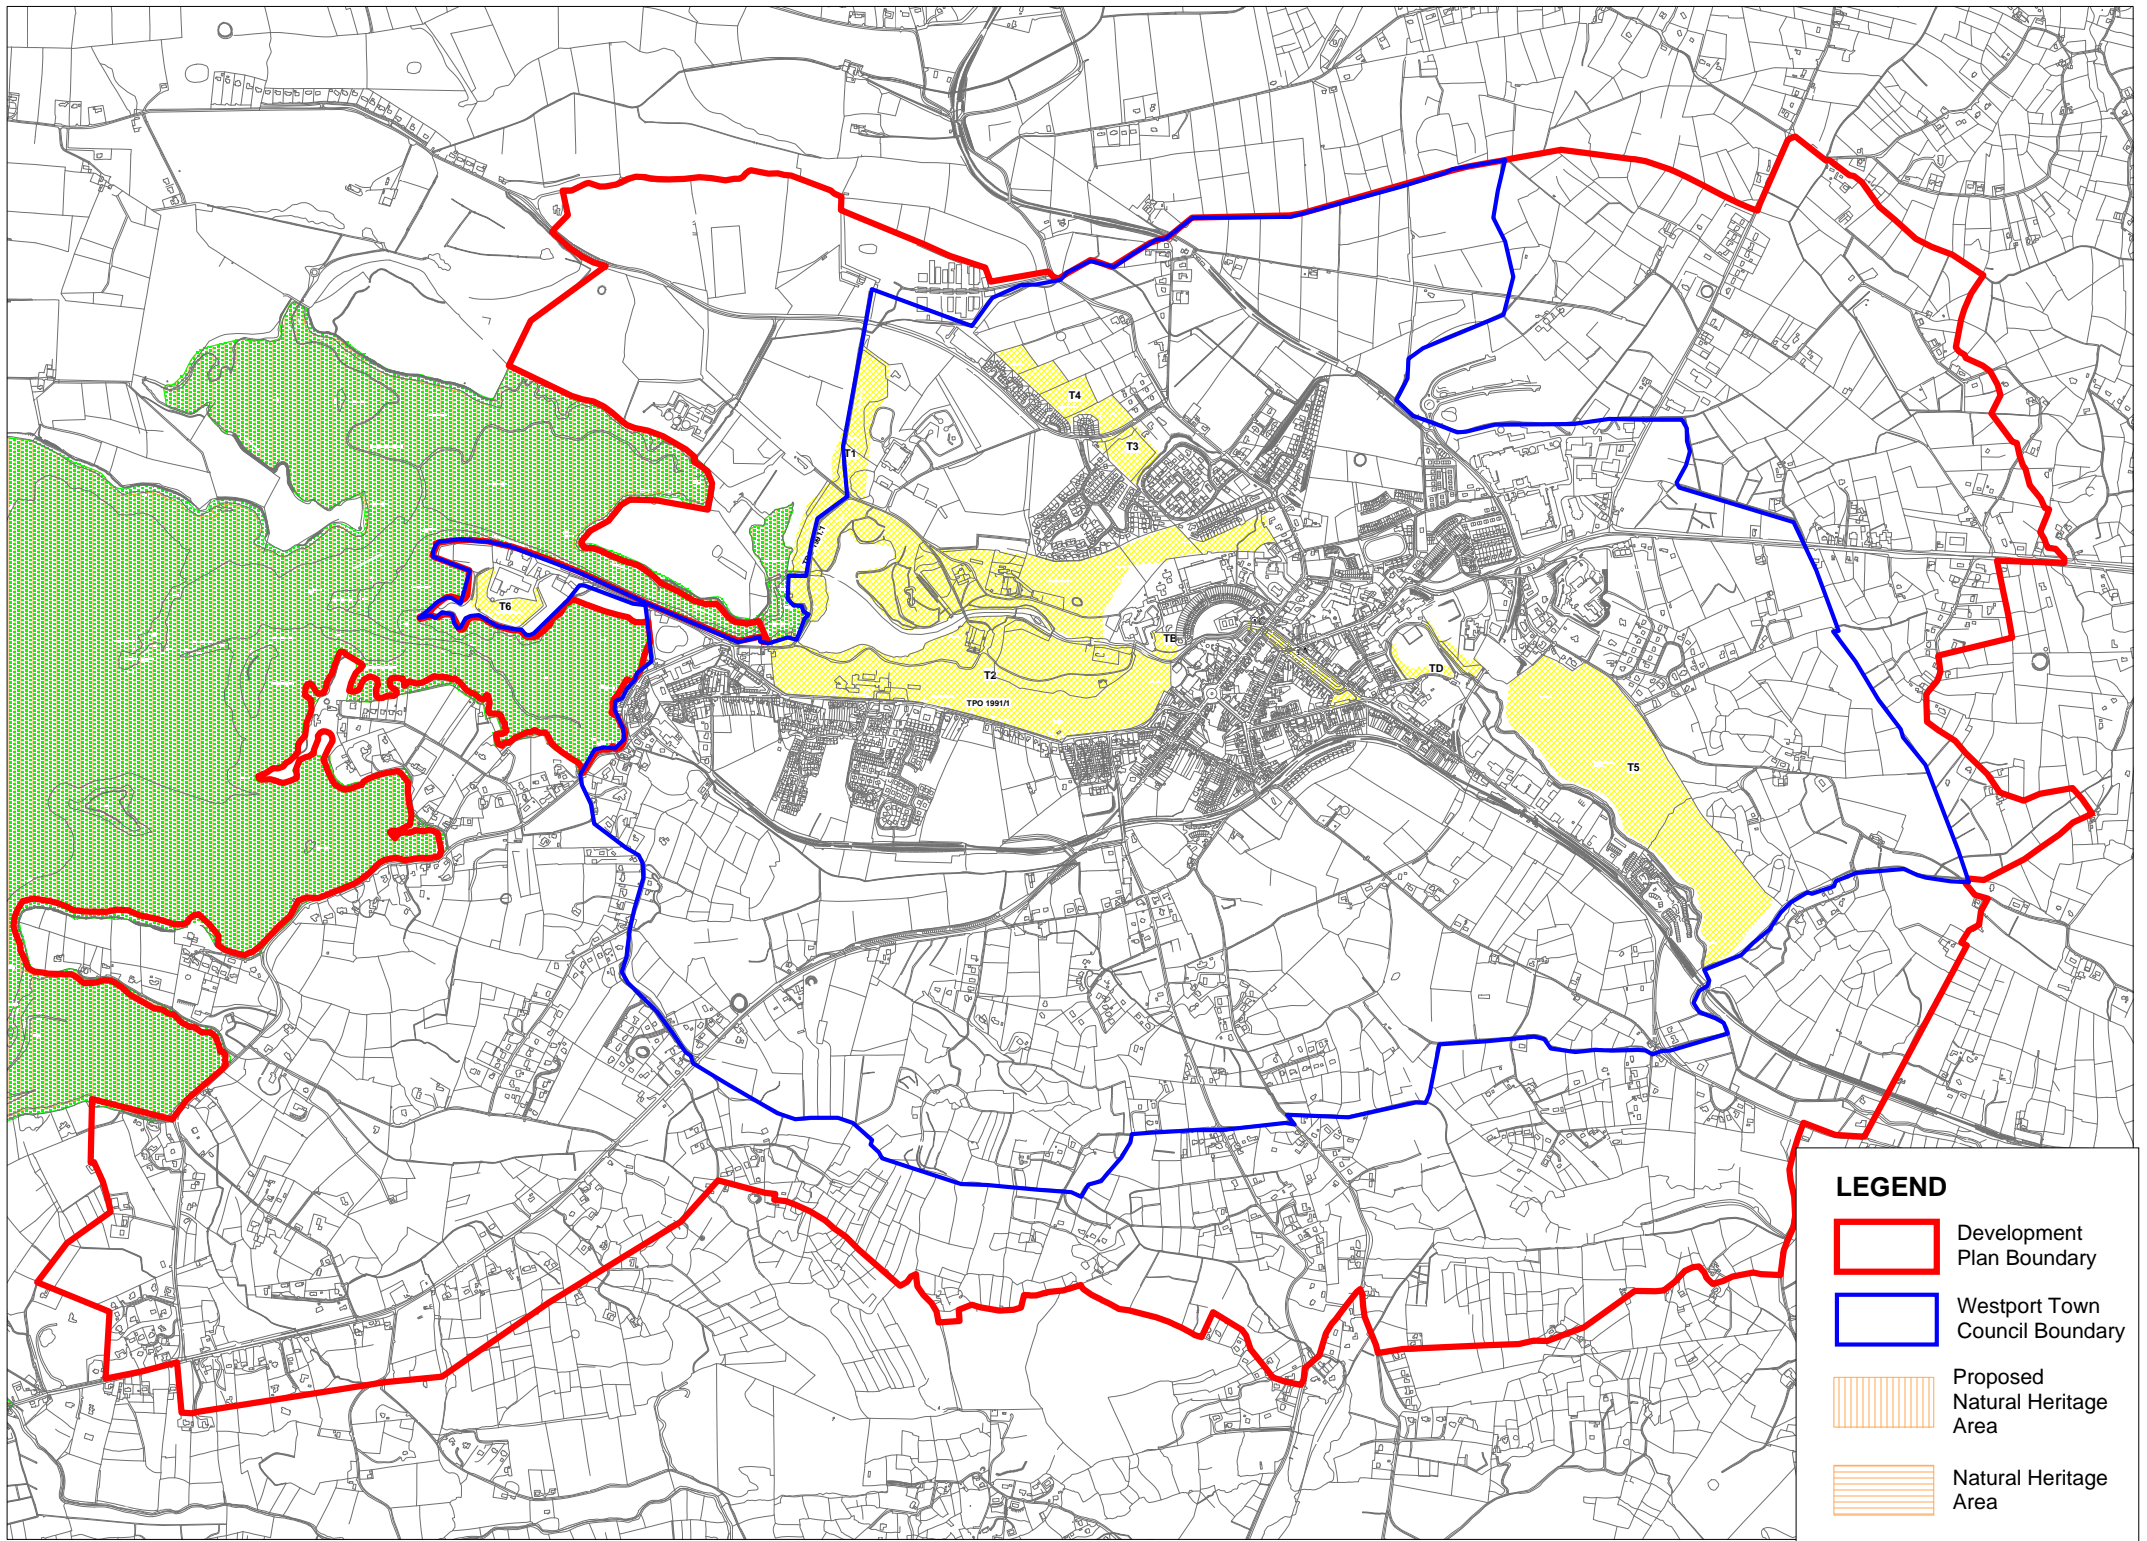 T4
T3
T1
T6
TB
T2
TPO 1991/1
TD
T5
LEGEND
Development
Plan Boundary
Westport Town
Council Boundary
Proposed
Natural Heritage
Area
Natural Heritage
Area